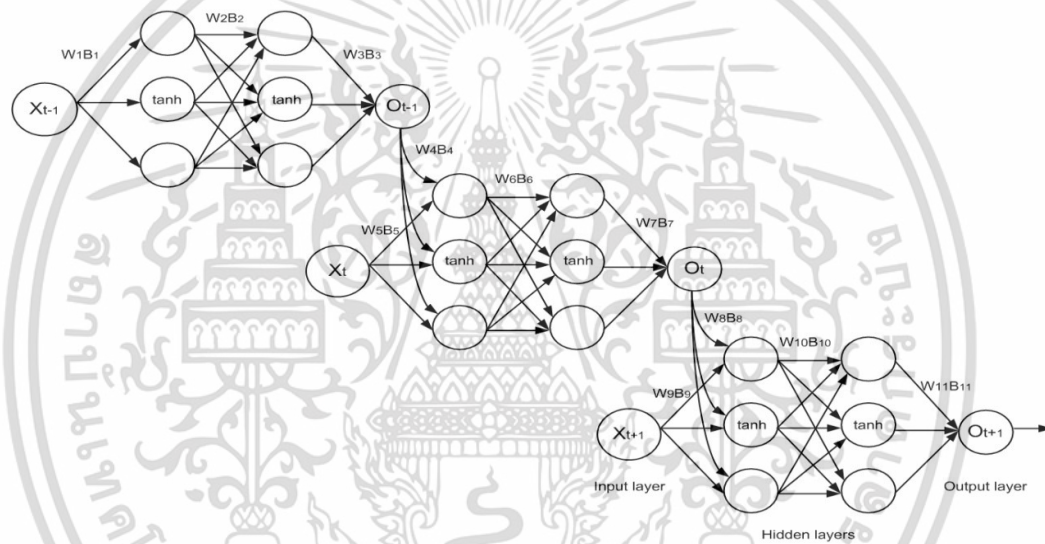 W1B1
W2B2
W3B3
Xt-1
tanh
tanh
Ot-1
W4B4
W5B5
W6B6
W7B7
Xt
tanh
tanh
Ot
W8B8
W9B9
W10B10
W11B11
Xt+1
tanh
tanh
Ot+1
Input layer
Output layer
Hidden layers